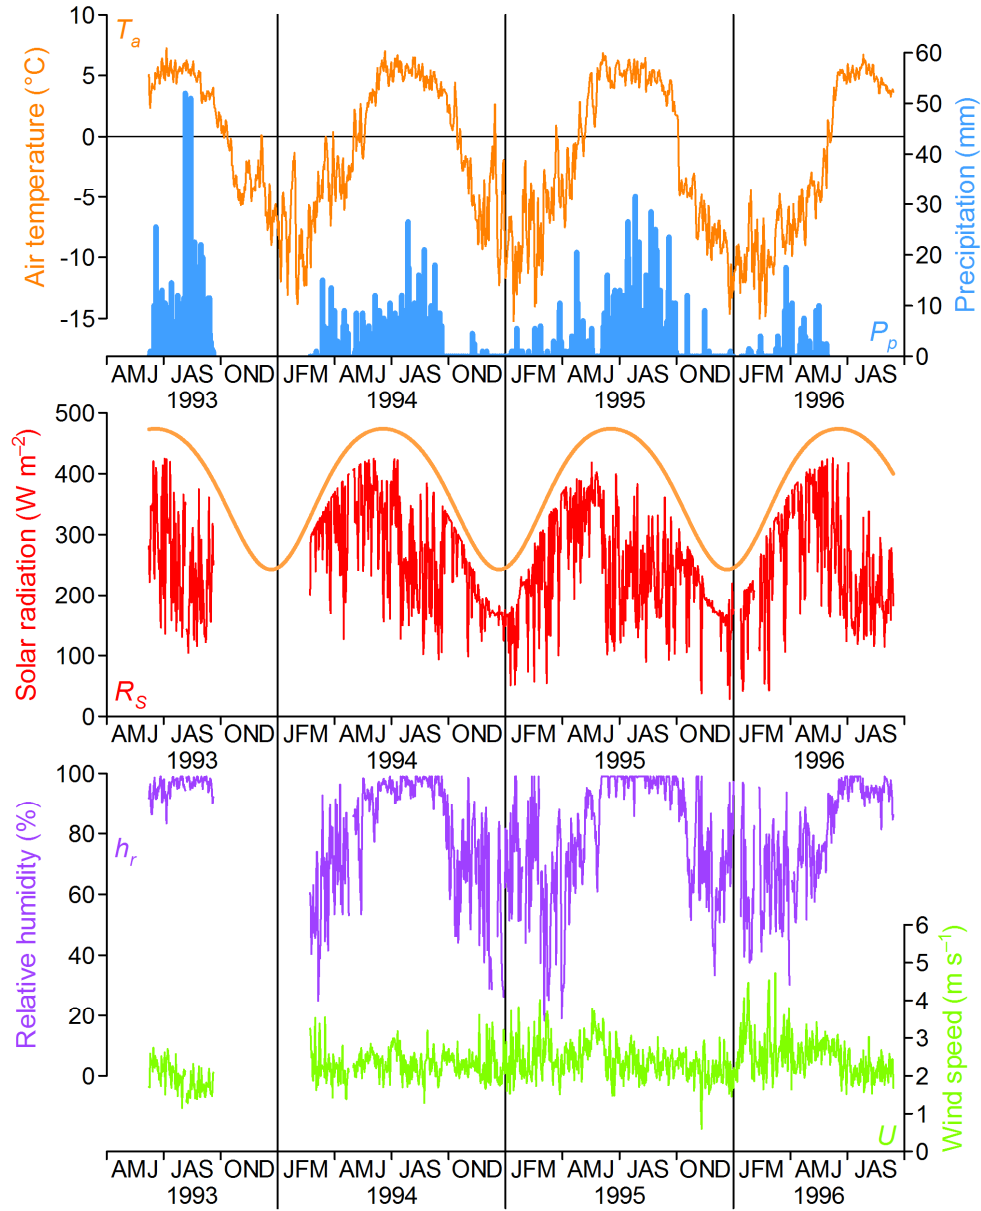 10
5
0
-5
-10
-15
Air temperature (°C)
Ta
60
50
40
30
20
10
0
Precipitation (mm)
Pp
AMJ JAS OND JFM AMJ JAS OND JFM AMJ JAS OND JFM AMJ JAS
1993 1994 1995 1996
500
400
300
200
100
0
Solar radiation (W m–2)
RS
AMJ JAS OND JFM AMJ JAS OND JFM AMJ JAS OND JFM AMJ JAS
1993 1994 1995 1996
100
80
60
40
20
0
Relative humidity (%)
hr
6
5
4
3
2
1
0
Wind speed (m s–1)
U
AMJ JAS OND JFM AMJ JAS OND JFM AMJ JAS OND JFM AMJ JAS
1993 1994 1995 1996